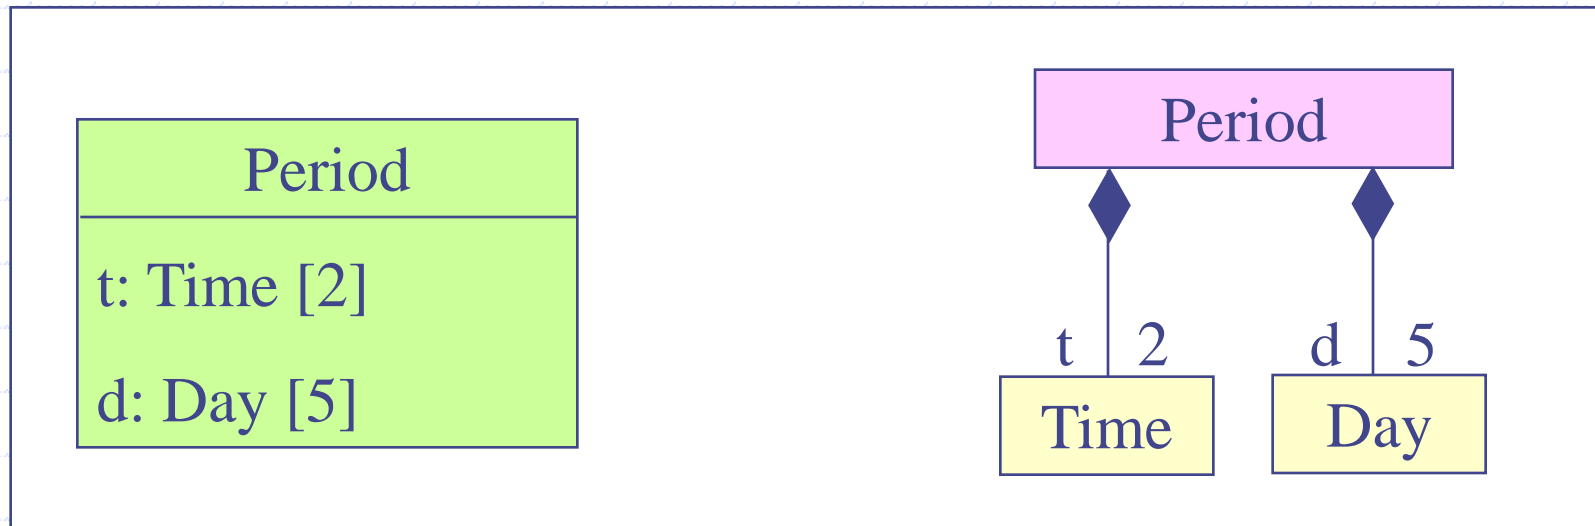 Period
t: Time [2]
d: Day [5]
Period
t 2
d 5
Time
Day